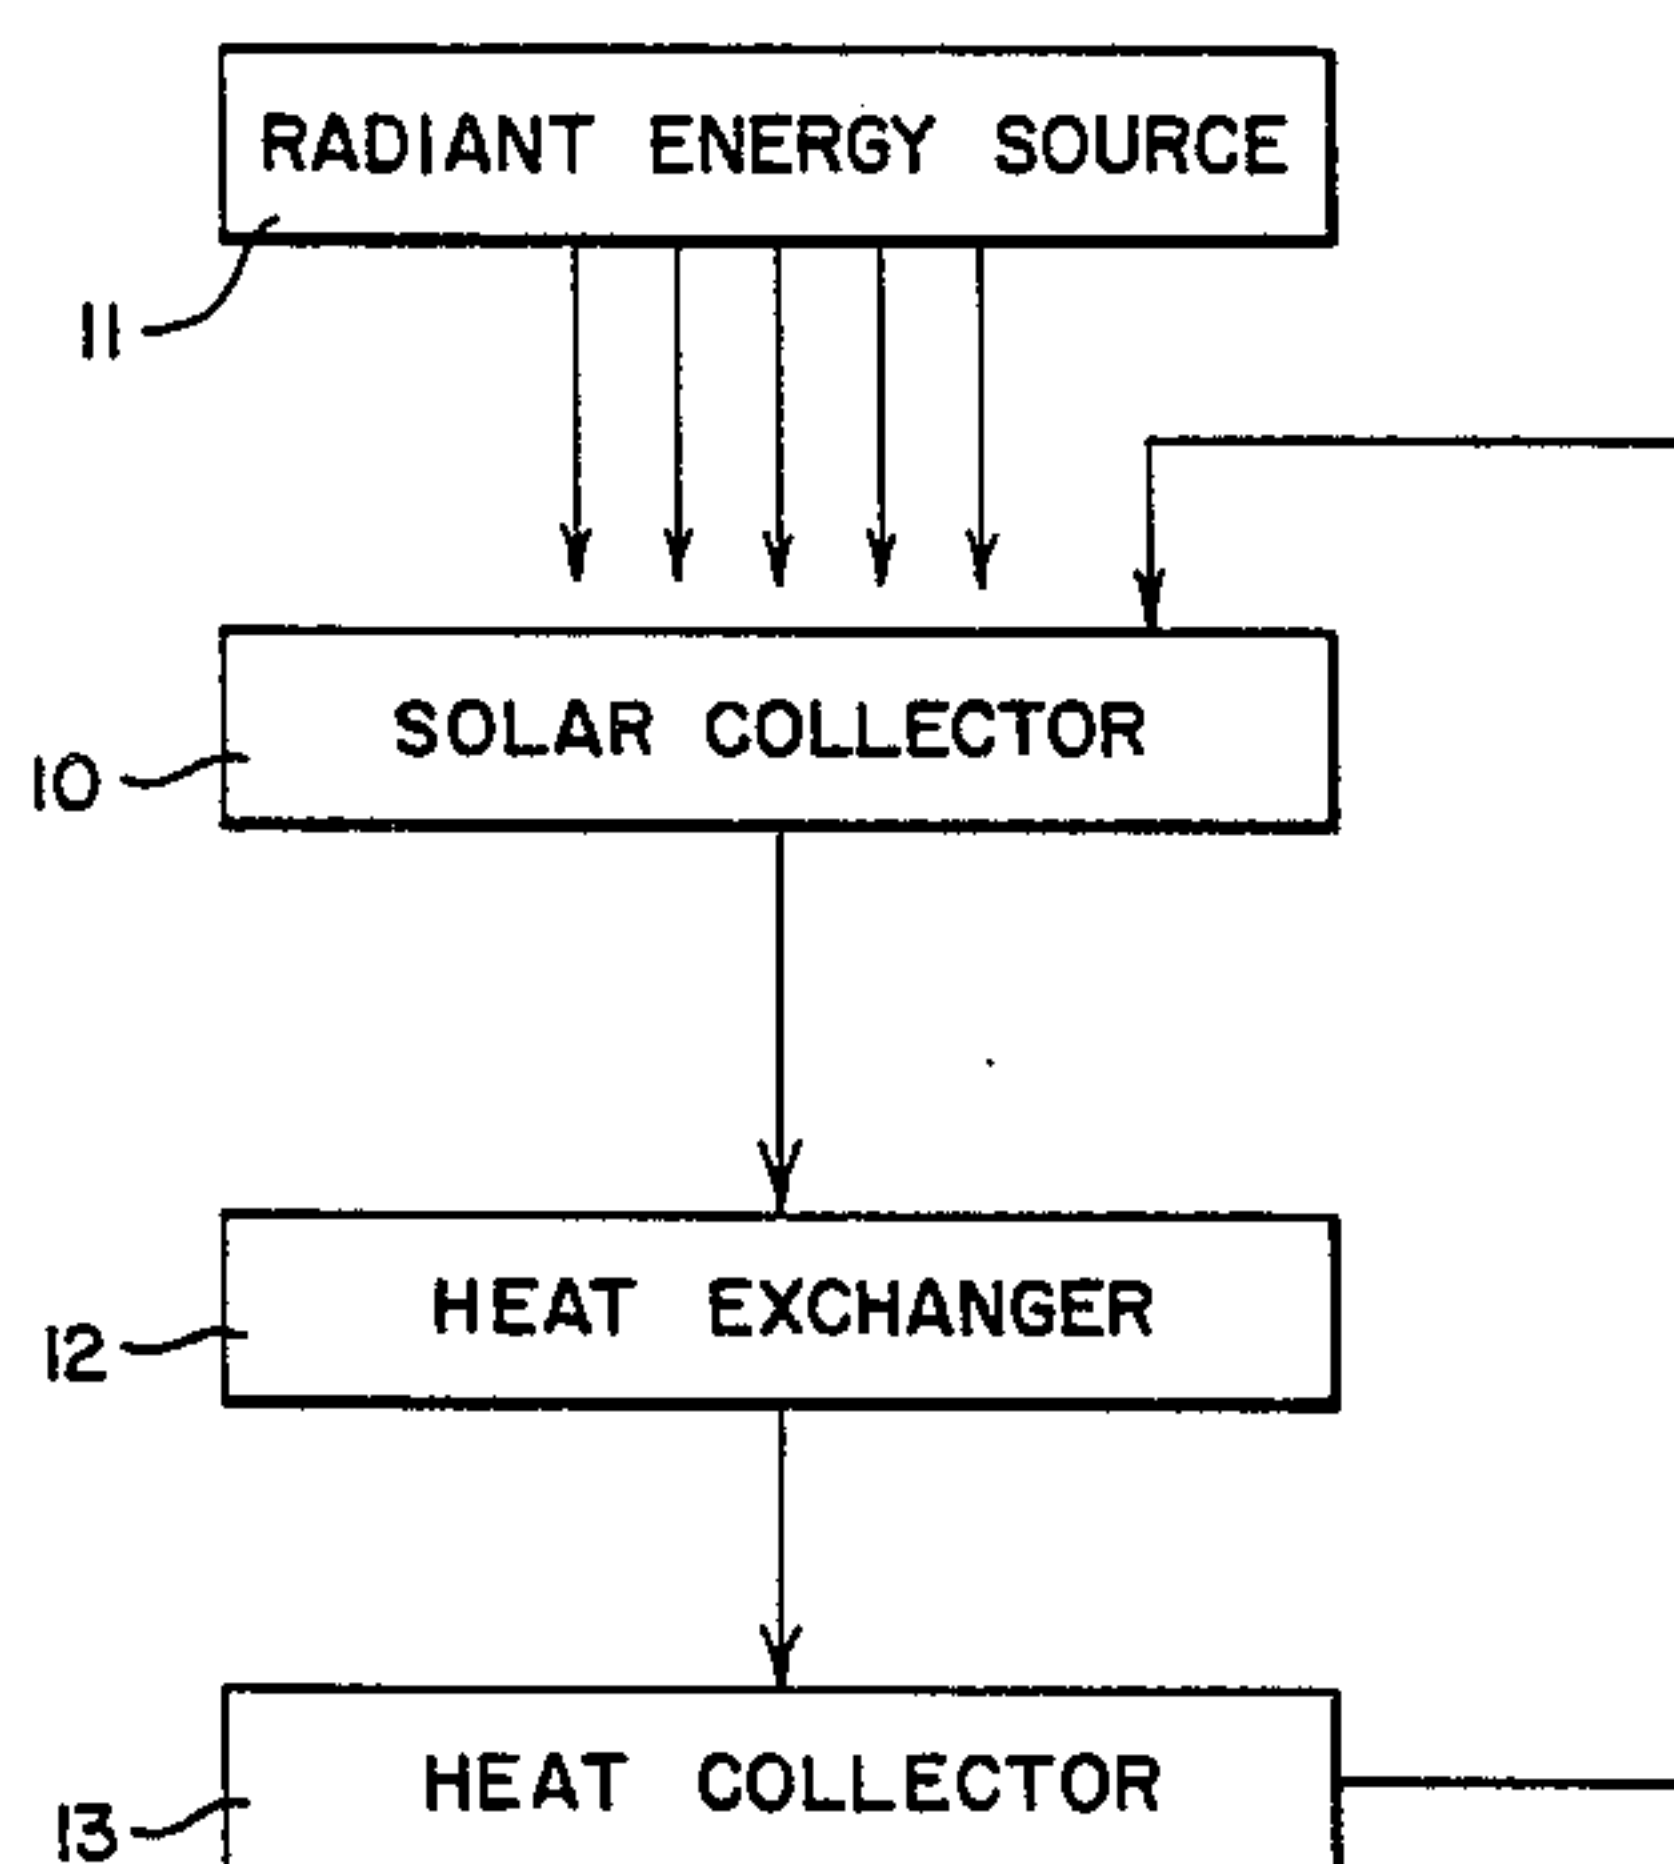 RADIANT ENERGY SOURCE
11
SOLAR COLLECTOR
10
HEAT EXCHANGER
12
HEAT COLLECTOR
13